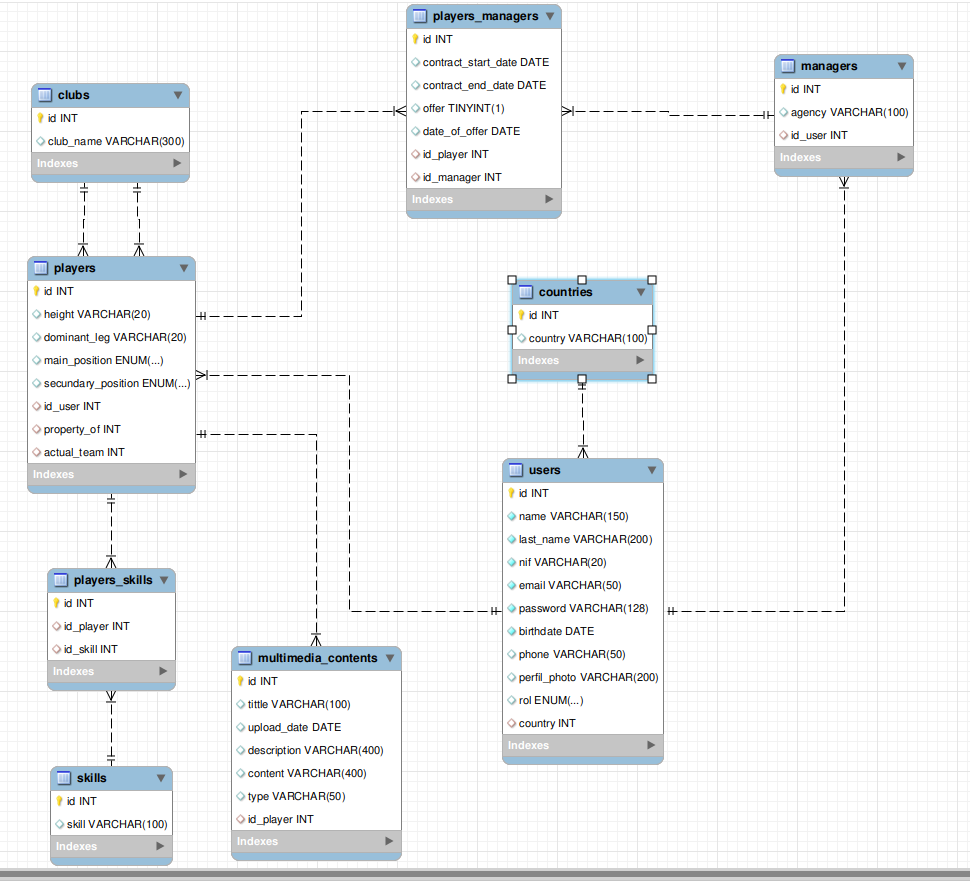 players_managers
id INT
contract_start_date DATE
contract_end_date DATE
offer TINYINT(1)
date_of_offer DATE
id_player INT
id_manager INT
Indexes
managers
id INT
agency VARCHAR(100)
id_user INT
Indexes
clubs
id INT
club_name VARCHAR(300)
Indexes
players
id INT
height VARCHAR(20)
dominant_leg VARCHAR(20)
main_position ENUM(...)
secundary_position ENUM(...)
id_user INT
property_of INT
actual_team INT
Indexes
countries
id INT
country VARCHAR(100)
Indexes
users
id INT
name VARCHAR(150)
last_name VARCHAR(200)
nif VARCHAR(20)
email VARCHAR(50)
password VARCHAR(128)
birthdate DATE
phone VARCHAR(50)
perfil_photo VARCHAR(200)
rol ENUM(...)
country INT
Indexes
players_skills
id INT
id_player INT
id_skill INT
Indexes
multimedia_contents
id INT
tittle VARCHAR(100)
upload_date DATE
description VARCHAR(400)
content VARCHAR(400)
type VARCHAR(50)
id_player INT
Indexes
skills
id INT
skill VARCHAR(100)
Indexes